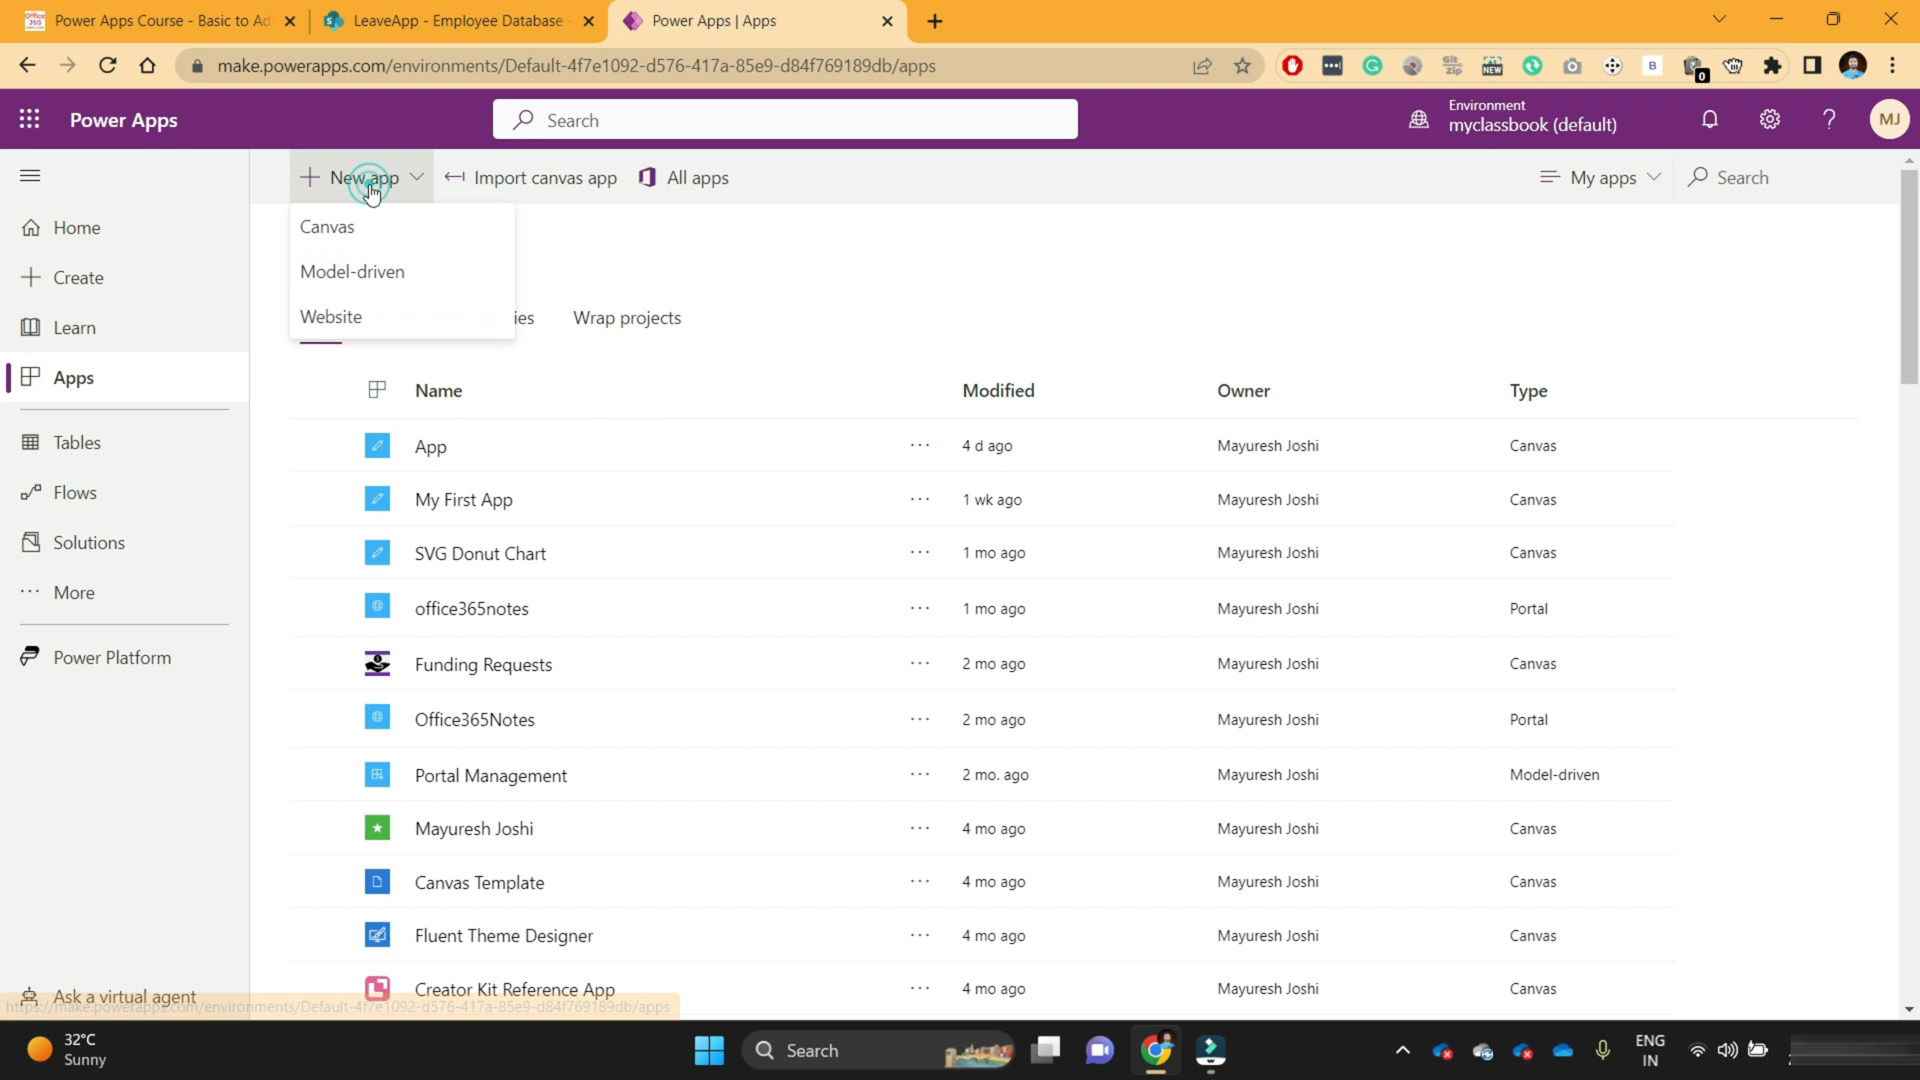 Power Apps Course - Basic to Ad
LeaveApp - Employee Database -
Power Apps | Apps
make.powerapps.com/environments/Default-4f7e1092-d576-417a-85e9-d84f769189db/apps
Git
Zip
NEW
B
0
Power Apps
Search
Environment
myclassbook (default)
?
MJ
New app
Import canvas app
All apps
My apps
Search
Canvas
Model-driven
Website
ies
Wrap projects
Home
Create
Learn
Apps
Tables
Flows
Solutions
More
Power Platform
Ask a virtual agent
Name Modified Owner Type
App ... 4 d ago Mayuresh Joshi Canvas
My First App ... 1 wk ago Mayuresh Joshi Canvas
SVG Donut Chart ... 1 mo ago Mayuresh Joshi Canvas
office365notes ... 1 mo ago Mayuresh Joshi Portal
Funding Requests ... 2 mo ago Mayuresh Joshi Canvas
Office365Notes ... 2 mo ago Mayuresh Joshi Portal
Portal Management ... 2 mo. ago Mayuresh Joshi Model-driven
Mayuresh Joshi ... 4 mo ago Mayuresh Joshi Canvas
Canvas Template ... 4 mo ago Mayuresh Joshi Canvas
Fluent Theme Designer ... 4 mo ago Mayuresh Joshi Canvas
Creator Kit Reference App ... 4 mo ago Mayuresh Joshi Canvas
https://make.powerapps.com/environments/Default-4f7e1092-d576-417a-85e9-d84f769189db/apps
32°C
Sunny
Search
ENG
IN